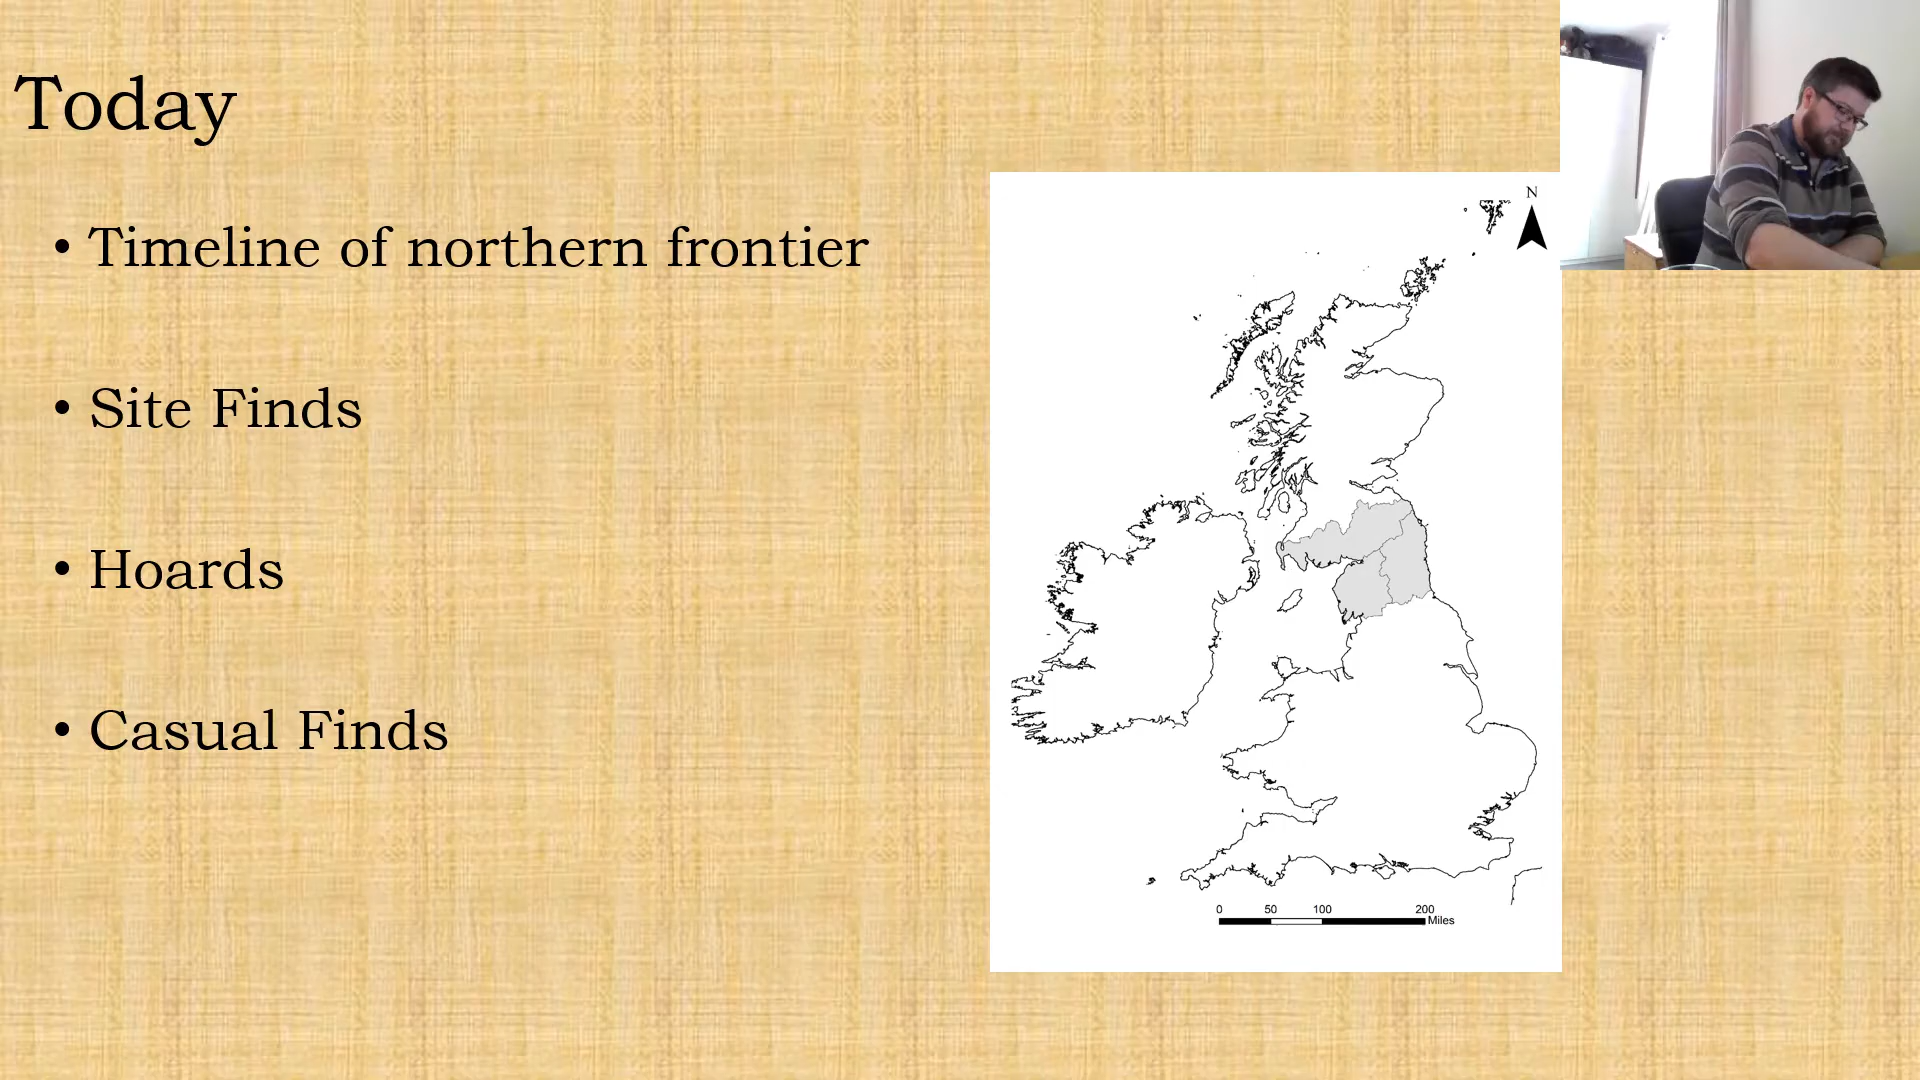 Today
• Timeline of northern frontier
• Site Finds
• Hoards
• Casual Finds
N
0 50 100 200
Miles